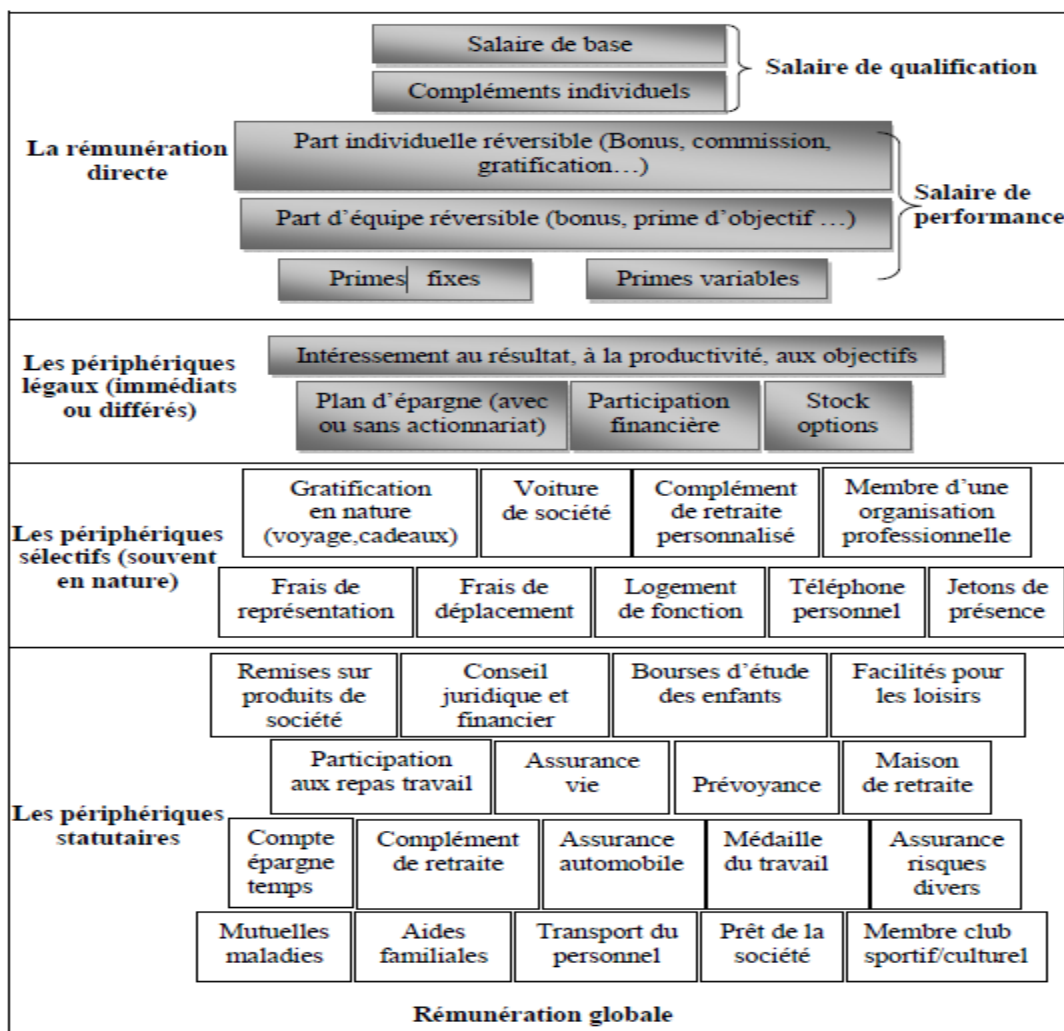 Salaire de base
Compléments individuels
Salaire de qualification
La rémunération
directe
Part individuelle réversible (Bonus, commission,
gratification…)
Part d'équipe réversible (bonus, prime d'objectif …)
Primes fixes
Primes variables
Salaire de
performance
Les périphériques
légaux (immédiats
ou différés)
Intéressement au résultat, à la productivité, aux objectifs
Plan d'épargne (avec
ou sans actionnariat)
Participation
financière
Stock
options
Les périphériques
sélectifs (souvent
en nature)
Gratification
en nature
(voyage,cadeaux)
Voiture
de société
Complément
de retraite
personnalisé
Membre d'une
organisation
professionnelle
Frais de
représentation
Frais de
déplacement
Logement
de fonction
Téléphone
personnel
Jetons de
présence
Les périphériques
statutaires
Remises sur
produits de
société
Conseil
juridique et
financier
Bourses d'étude
des enfants
Facilités pour
les loisirs
Participation
aux repas travail
Assurance
vie
Prévoyance
Maison
de retraite
Compte
épargne
temps
Complément
de retraite
Assurance
automobile
Médaille
du travail
Assurance
risques
divers
Mutuelles
maladies
Aides
familiales
Transport du
personnel
Prêt de la
société
Membre club
sportif/culturel
Rémunération globale